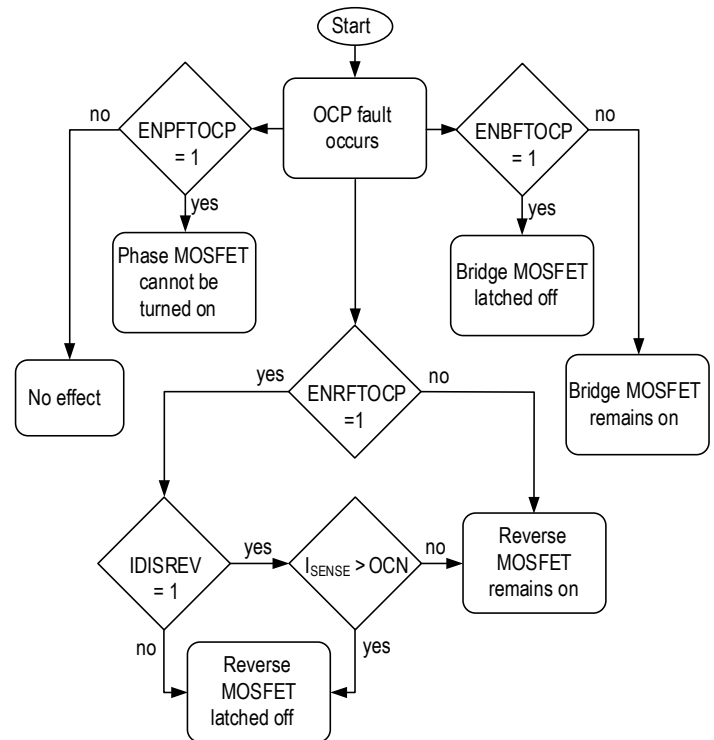 Start
OCP fault
occurs
no
ENPFTOCP
= 1
yes
Phase MOSFET
cannot be
turned on
No effect
ENBFTOCP
= 1
no
yes
Bridge MOSFET
latched off
Bridge MOSFET
remains on
yes
ENRFTOCP
=1
no
IDISREV
= 1
yes
ISENSE > OCN
no
Reverse
MOSFET
remains on
no
Reverse
MOSFET
latched off
yes